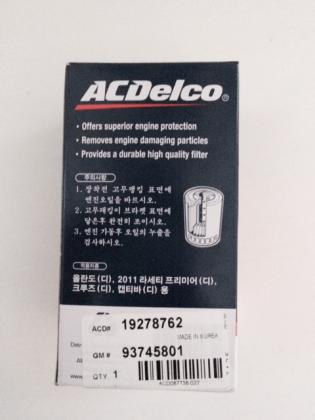 ACDelco®
• Offers superior engine protection
• Removes engine damaging particles
• Provides a durable high quality filter
주의사항
1. 장착전 고무팩킹 표면에
엔진오일을 바르시오.
2. 고무패킹이 브라켓 표면에
닿은후 완전히 조이시오.
3. 엔진 가동후 오일의 누출을
검사하시오.
적용차종
올란도(디), 2011 라세티 프리미어(디),
크루즈(디), 캡티바(디) 용
ACD# 19278762
MADE IN KOREA
GM # 93745801
QTY 1